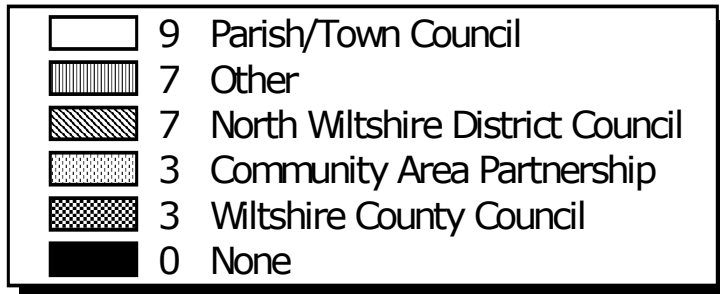 9 Parish/Town Council
7 Other
7 North Wiltshire District Council
3 Community Area Partnership
3 Wiltshire County Council
0 None